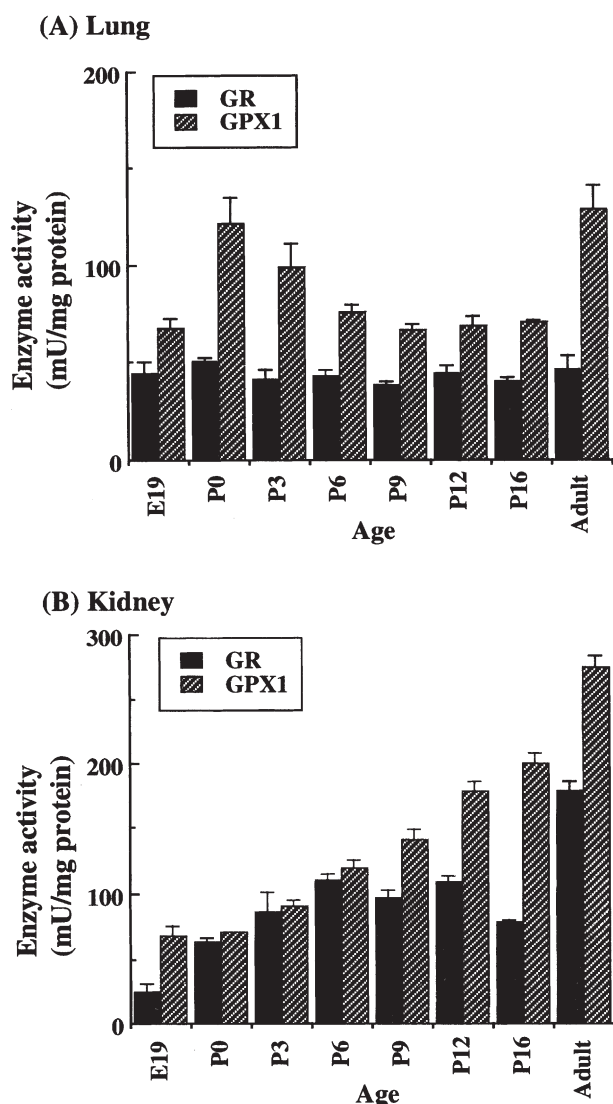 (A) Lung
200
GR
GPX1
100
0
Enzyme activity
(mU/mg protein)
E19
P0
P3
P6
P9
P12
P16
Adult
Age
(B) Kidney
300
GR
GPX1
200
100
0
Enzyme activity
(mU/mg protein)
E19
P0
P3
P6
P9
P12
P16
Adult
Age